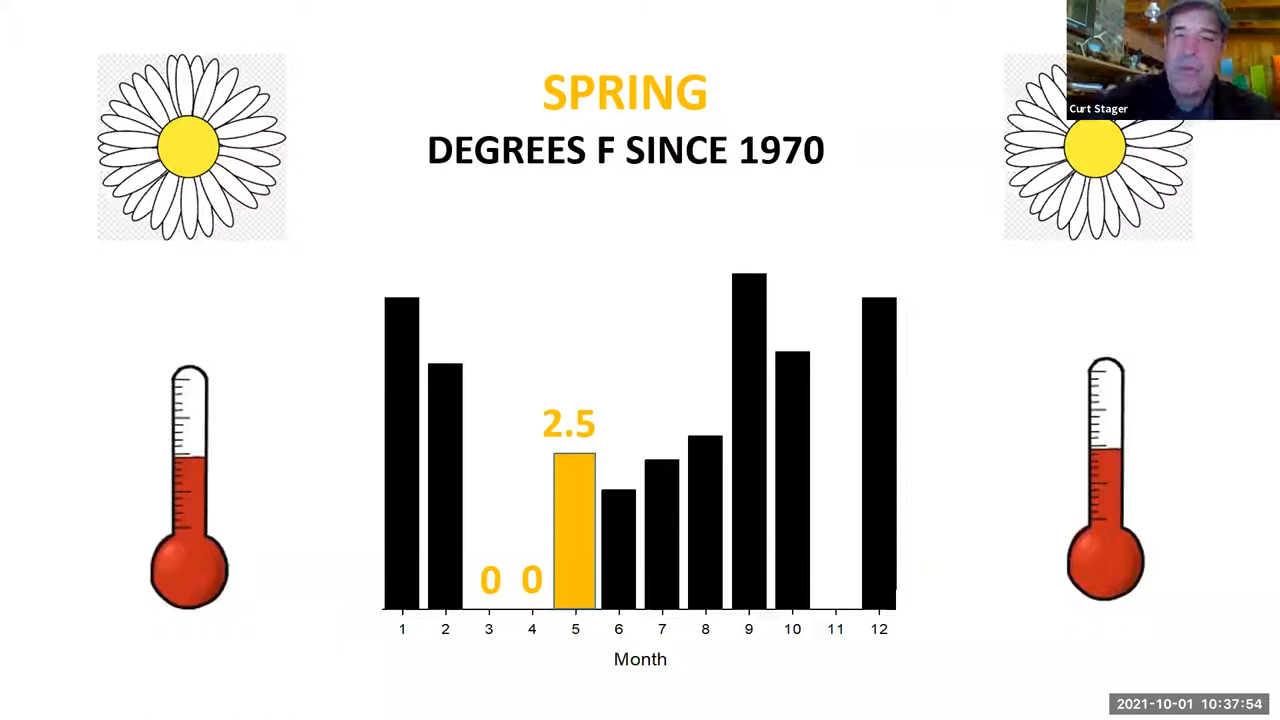 Curt Stager
SPRING
DEGREES F SINCE 1970
2.5
0 0
1 2 3 4 5 6 7 8 9 10 11 12
Month
2021-10-01 10:37:54